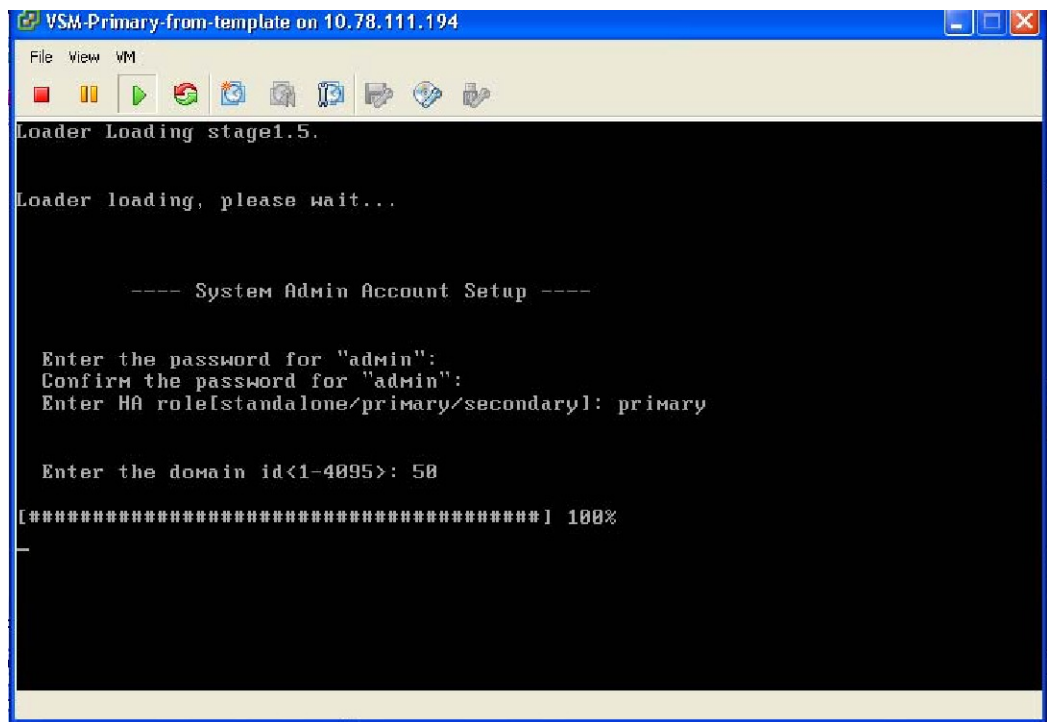 VSM-Primary-from-template on 10.78.111.194
File View VM
Loader Loading stage1.5.
Loader loading, please wait...
---- System Admin Account Setup ----
Enter the password for "admin":
Confirm the password for "admin":
Enter HA role[standalone/primary/secondary]: primary
Enter the domain id<1-4095>: 50
[########################################] 100%